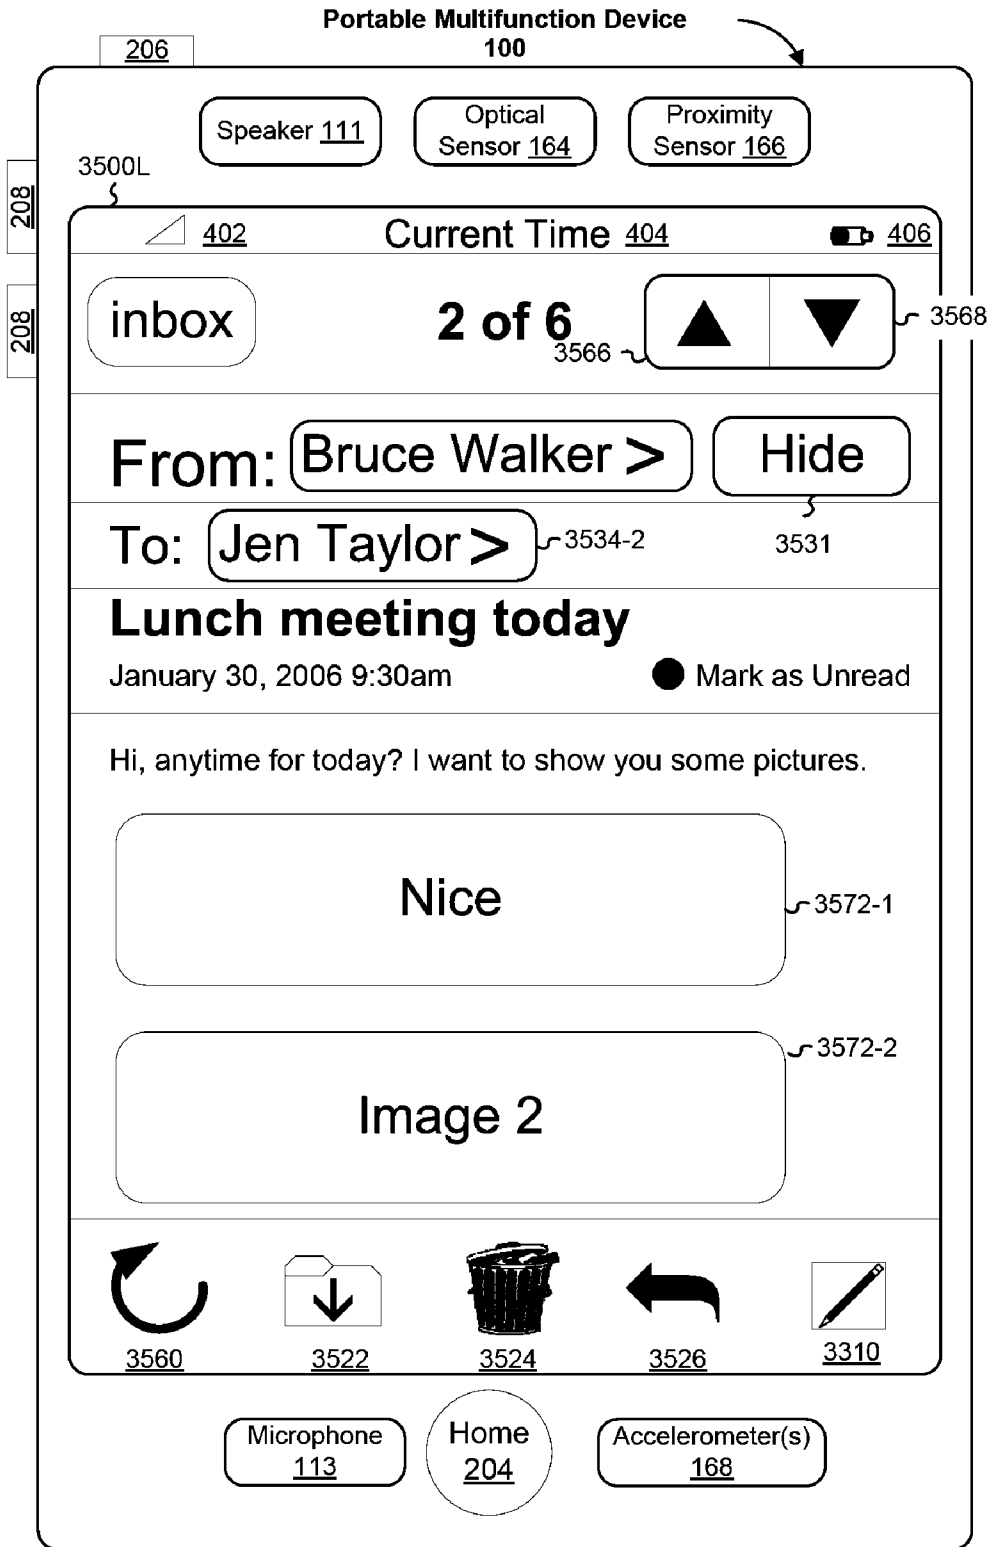 Portable Multifunction Device
100
206
Speaker 111
Optical
Sensor 164
Proximity
Sensor 166
3500L
208
402
Current Time 404
406
208
inbox
2 of 6
3566
3568
From: Bruce Walker >
Hide
To: Jen Taylor >
3534-2
3531
Lunch meeting today
January 30, 2006 9:30am
Mark as Unread
Hi, anytime for today? I want to show you some pictures.
Nice
3572-1
3572-2
Image 2
3560
3522
3524
3526
3310
Microphone
113
Home
204
Accelerometer(s)
168